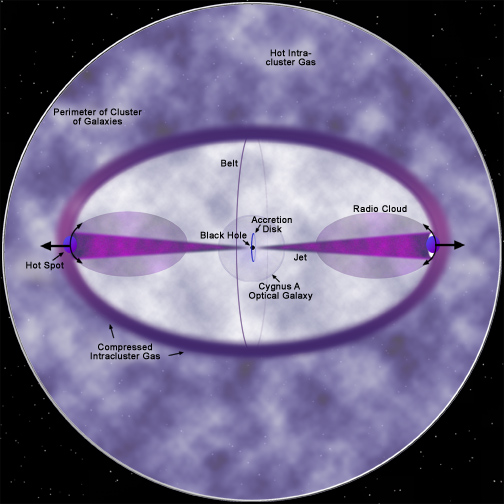 Hot Intra-
cluster Gas
Perimeter of Cluster
of Galaxies
Belt
Radio Cloud
Accretion
Disk
Black Hole
Jet
Hot Spot
Cygnus A
Optical Galaxy
Compressed
Intracluster Gas